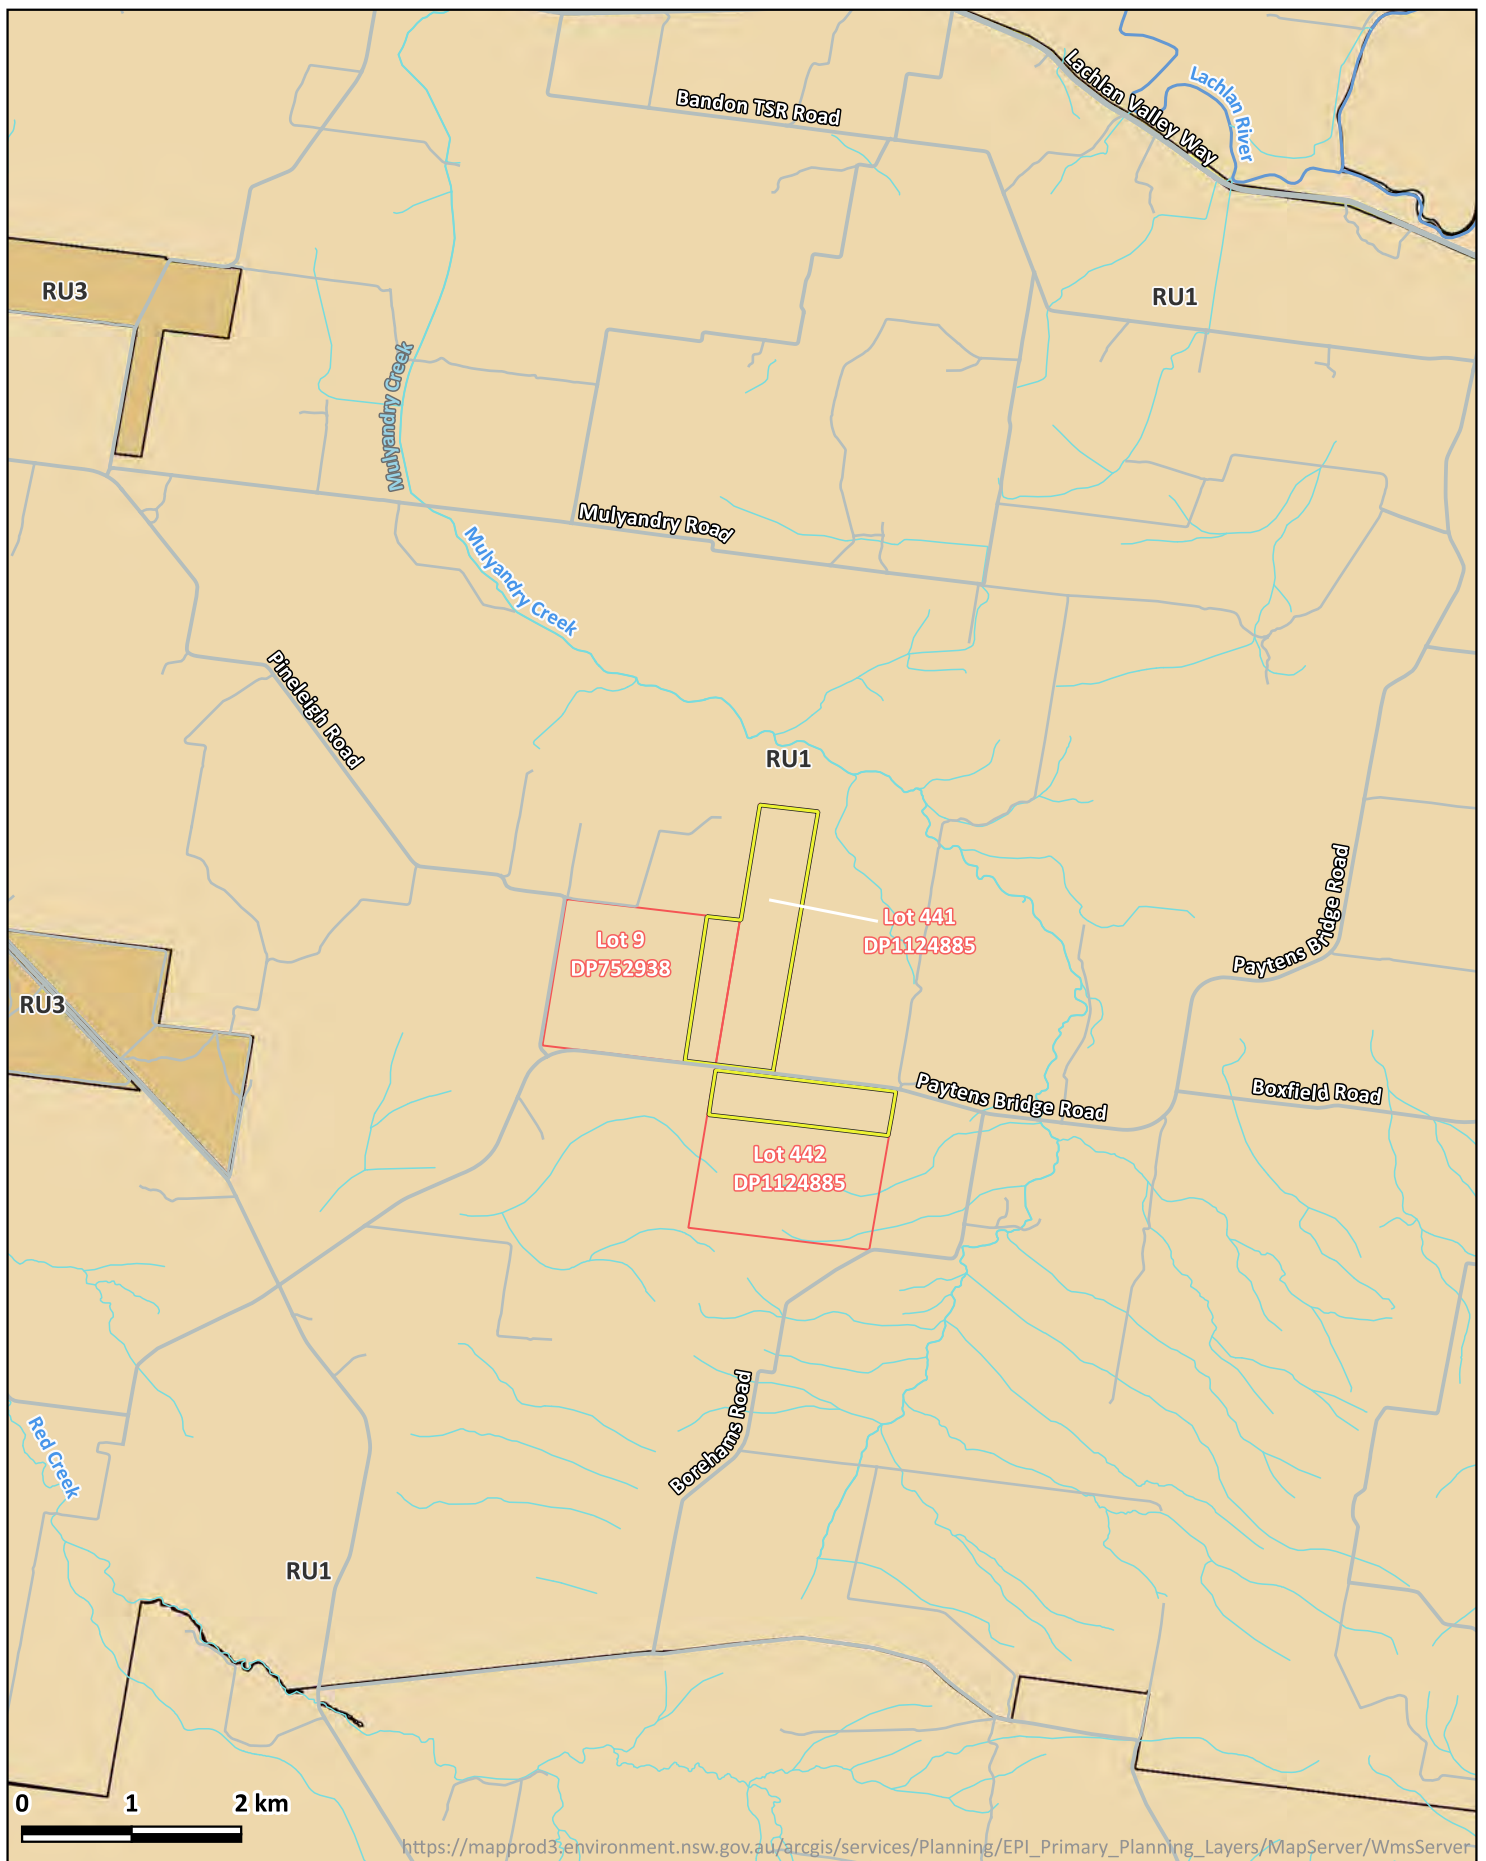 Bandon TSR Road
Lachlan Valley Way
Lachlan River
RU3
RU1
Mulyandry Creek
Mulyandry Road
Mulyandry Creek
Pineleigh Road
RU1
Paytens Bridge Road
Lot 441
DP1124885
Lot 9
DP752938
RU3
Paytens Bridge Road
Boxfield Road
Lot 442
DP1124885
Borehams Road
Red Creek
RU1
0 1 2 km
https://mapprod3.environment.nsw.gov.au/arcgis/services/Planning/EPI_Primary_Planning_Layers/MapServer/WmsServer